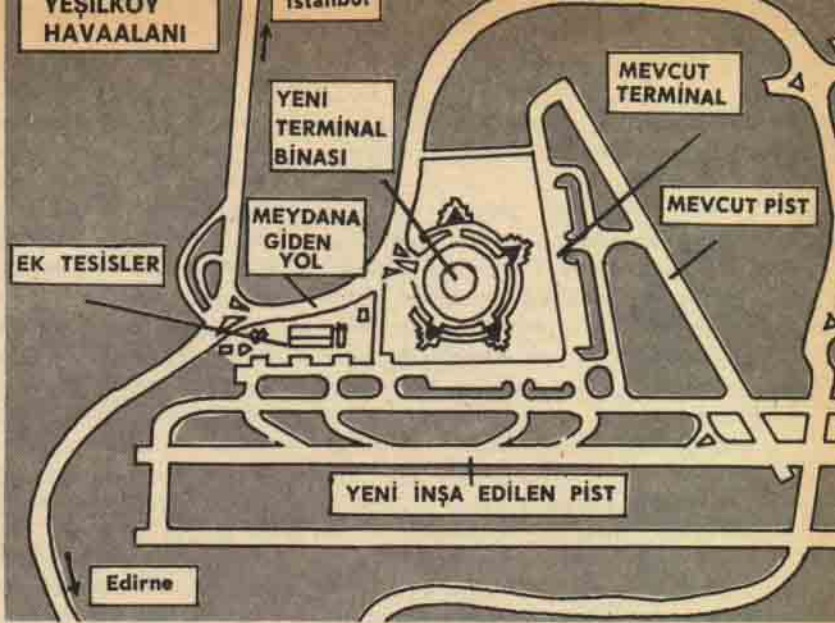 YEŞİLKÖY
HAVAALANI
İstanbul
YENİ
TERMİNAL
BİNASI
MEVCUT
TERMİNAL
MEYDANA
GİDEN
YOL
MEVCUT PİST
EK TESİSLER
YENİ İNŞA EDİLEN PİST
Edirne